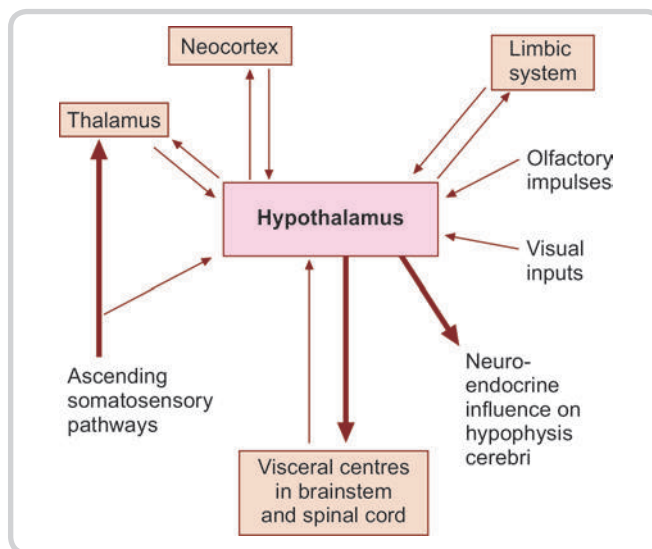 Neocortex
Limbic
system
Thalamus
Olfactory
impulses
Hypothalamus
Visual
inputs
Ascending
somatosensory
pathways
Neuro-
endocrine
influence on
hypophysis
cerebri
Visceral centres
in brainstem
and spinal cord